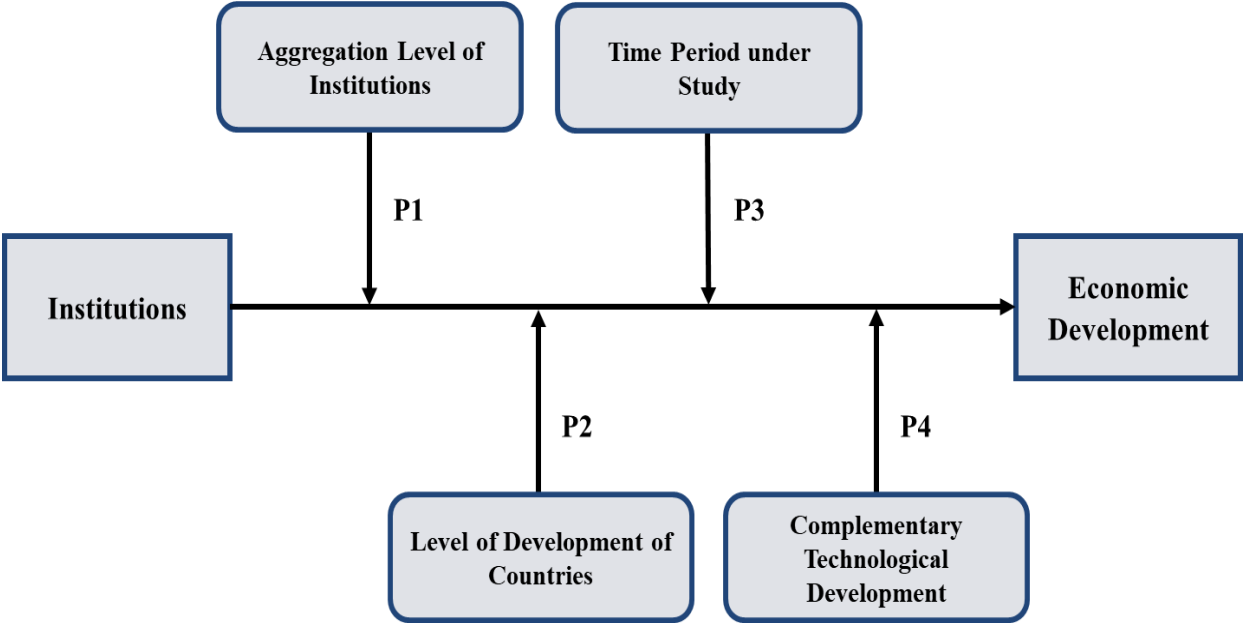 Aggregation Level of
Institutions
Time Period under
Study
P1
P3
Institutions
Economic
Development
P2
P4
Level of Development of
Countries
Complementary
Technological
Development